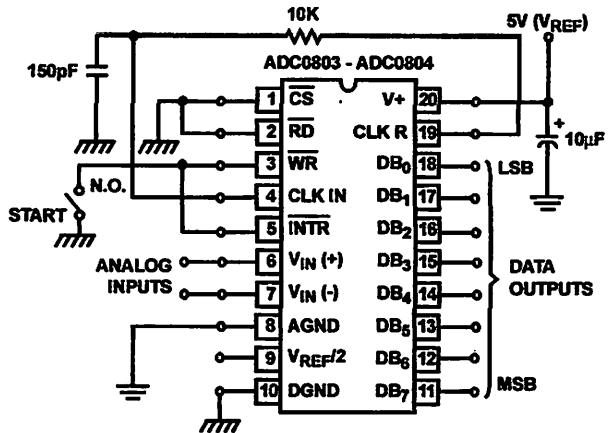 10K
5V (VREF)
150pF
ADC0803 - ADC0804
1 CS V+ 20
2 RD CLK R 19
10µF
+
3 WR DB0 18 LSB
N.O.
4 CLK IN DB1 17
START
5 INTR DB2 16
6 VIN (+) DB3 15
ANALOG
INPUTS
DATA
OUTPUTS
7 VIN (-) DB4 14
8 AGND DB5 13
9 VREF/2 DB6 12
10 DGND DB7 11 MSB